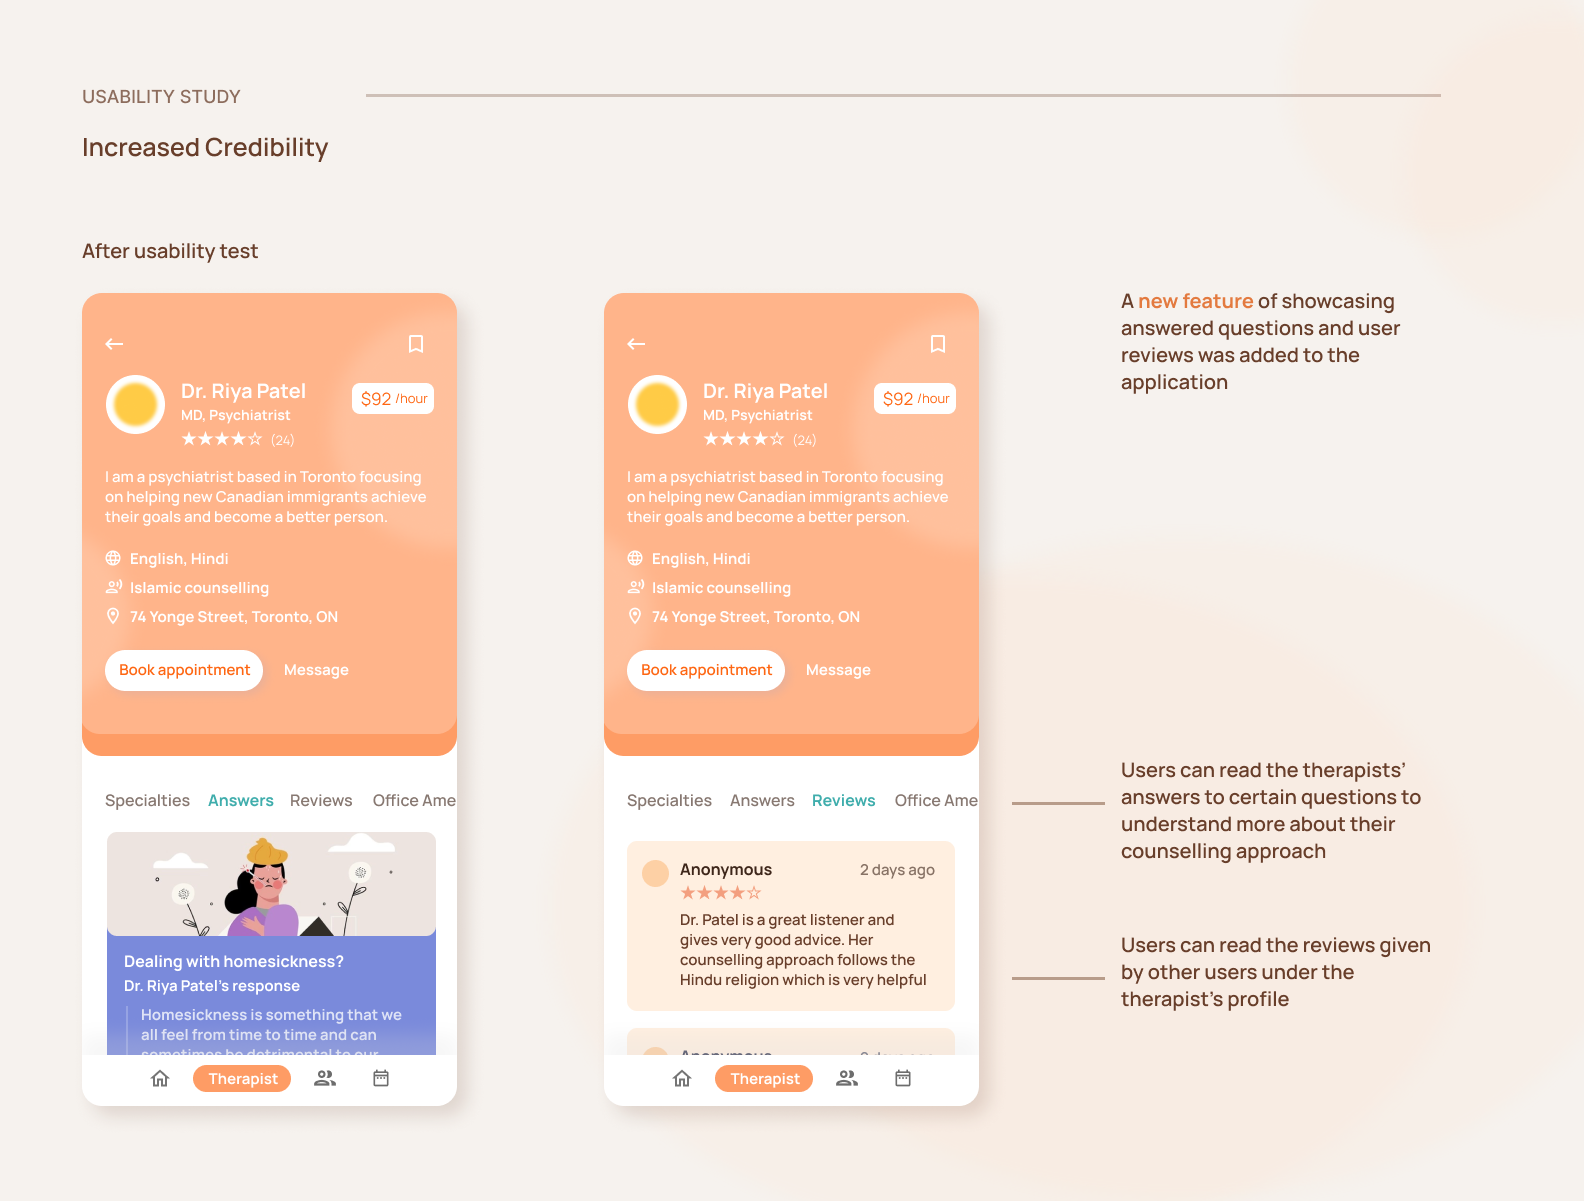 USABILITY STUDY
Increased Credibility
After usability test
Dr. Riya Patel
$92 /hour
MD, Psychiatrist
(24)
I am a psychiatrist based in Toronto focusing
on helping new Canadian immigrants achieve
their goals and become a better person.
English, Hindi
Islamic counselling
74 Yonge Street, Toronto, ON
Book appointment
Message
Specialties Answers Reviews Office Ame
Dealing with homesickness?
Dr. Riya Patel's response
Homesickness is something that we
all feel from time to time and can
sometimes be detrimental to our
Therapist
Dr. Riya Patel
$92 /hour
MD, Psychiatrist
(24)
I am a psychiatrist based in Toronto focusing
on helping new Canadian immigrants achieve
their goals and become a better person.
English, Hindi
Islamic counselling
74 Yonge Street, Toronto, ON
Book appointment
Message
Specialties Answers Reviews Office Ame
Anonymous
2 days ago
Dr. Patel is a great listener and
gives very good advice. Her
counselling approach follows the
Hindu religion which is very helpful
Anonymous
2 days ago
Therapist
A new feature of showcasing
answered questions and user
reviews was added to the
application
Users can read the therapists’
answers to certain questions to
understand more about their
counselling approach
Users can read the reviews given
by other users under the
therapist’s profile